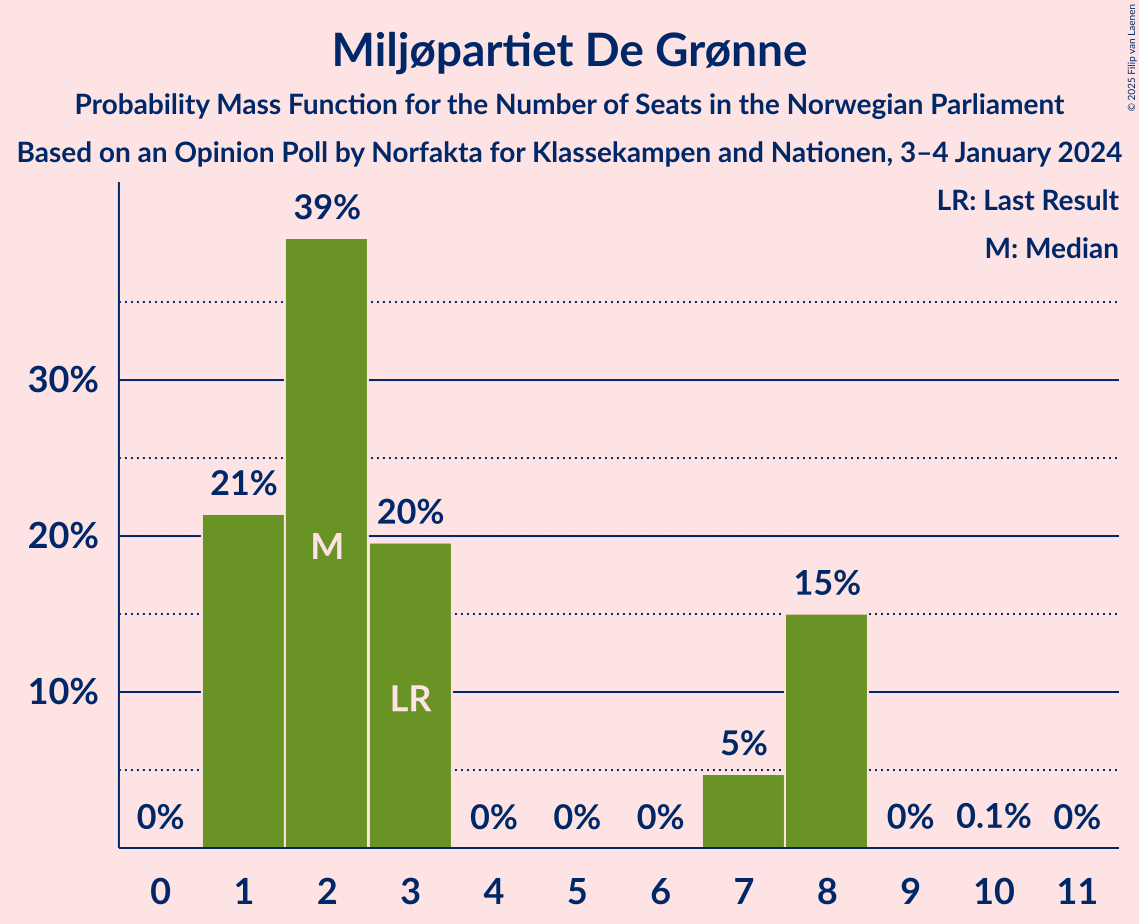 Miljøpartiet De Grønne
Probability Mass Function for the Number of Seats in the Norwegian Parliament
Based on an Opinion Poll by Norfakta for Klassekampen and Nationen, 3–4 January 2024
© 2025 Filip van Laenen
LR: Last Result
M: Median
30%
20%
10%
0%
21%
39%
20%
0%
0%
0%
5%
15%
0%
0.1%
0%
M
LR
0 1 2 3 4 5 6 7 8 9 10 11